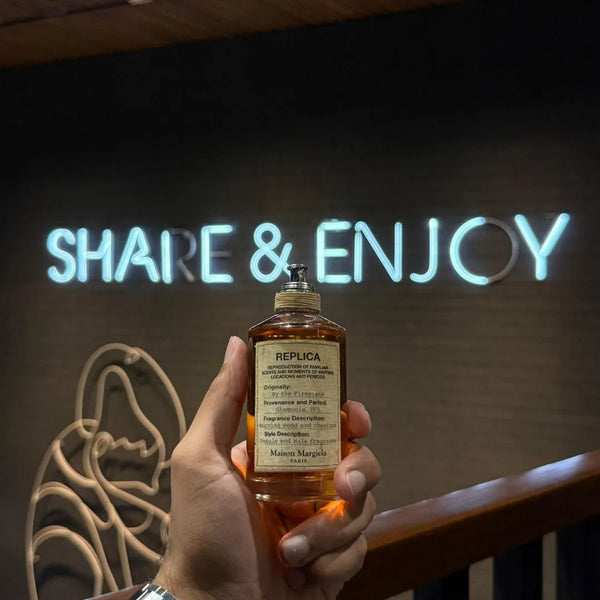 SHARE & ENJOY
REPLICA
REPRODUCTION OF FAMILIAR
SCENTS AND MOMENTS OF VARYING
LOCATIONS AND PERIODS
Originally:
By the Fireplace
Provenance and Period:
Chamonix, 1971
Fragrance Description:
Burning wood and chestnut
Style Description:
Female and Male fragrance
Maison Margiela
PARIS